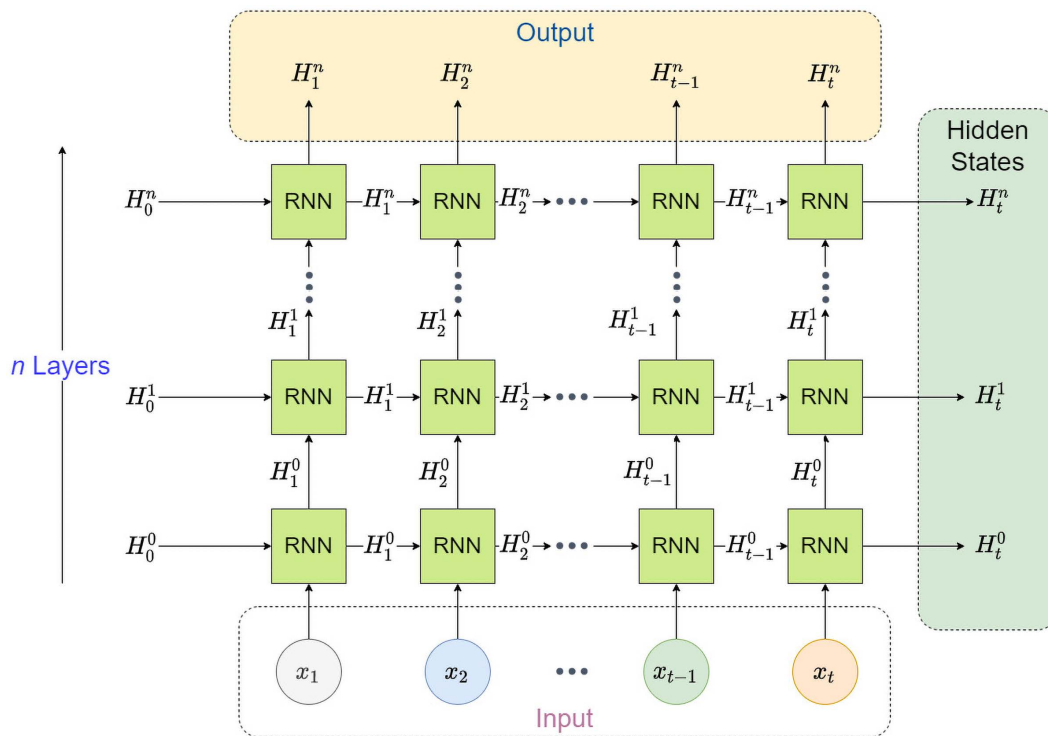 Output
$H_1^n$ $H_2^n$ $H_{t-1}^n$ $H_t^n$
Hidden
States
$H_0^n$ RNN $H_1^n$ RNN $H_2^n$ RNN $H_{t-1}^n$ RNN $H_t^n$
$H_1^1$ $H_2^1$ $H_{t-1}^1$ $H_t^1$
n Layers
$H_0^1$ RNN $H_1^1$ RNN $H_2^1$ RNN $H_{t-1}^1$ RNN $H_t^1$
$H_1^0$ $H_2^0$ $H_{t-1}^0$ $H_t^0$
$H_0^0$ RNN $H_1^0$ RNN $H_2^0$ RNN $H_{t-1}^0$ RNN $H_t^0$
$x_1$ $x_2$ $x_{t-1}$ $x_t$
Input